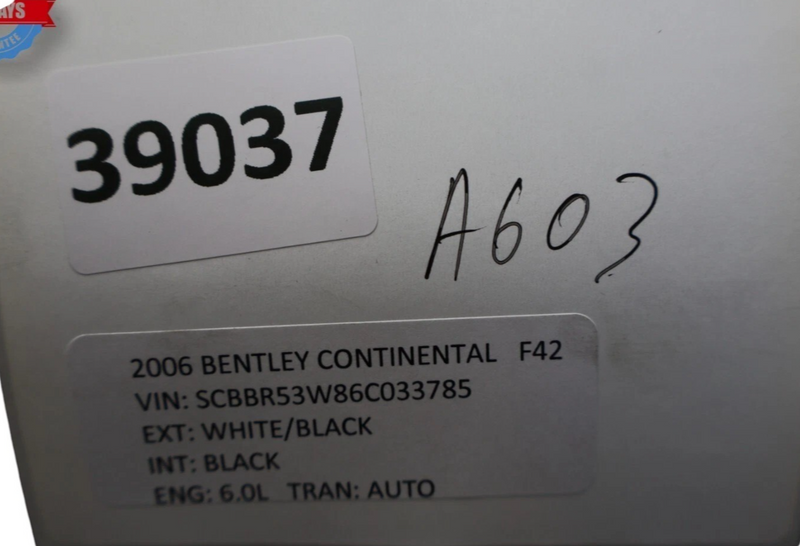 39037
A603
2006 BENTLEY CONTINENTAL F42
VIN: SCBBR53W86C033785
EXT: WHITE/BLACK
INT: BLACK
ENG: 6.0L TRAN: AUTO